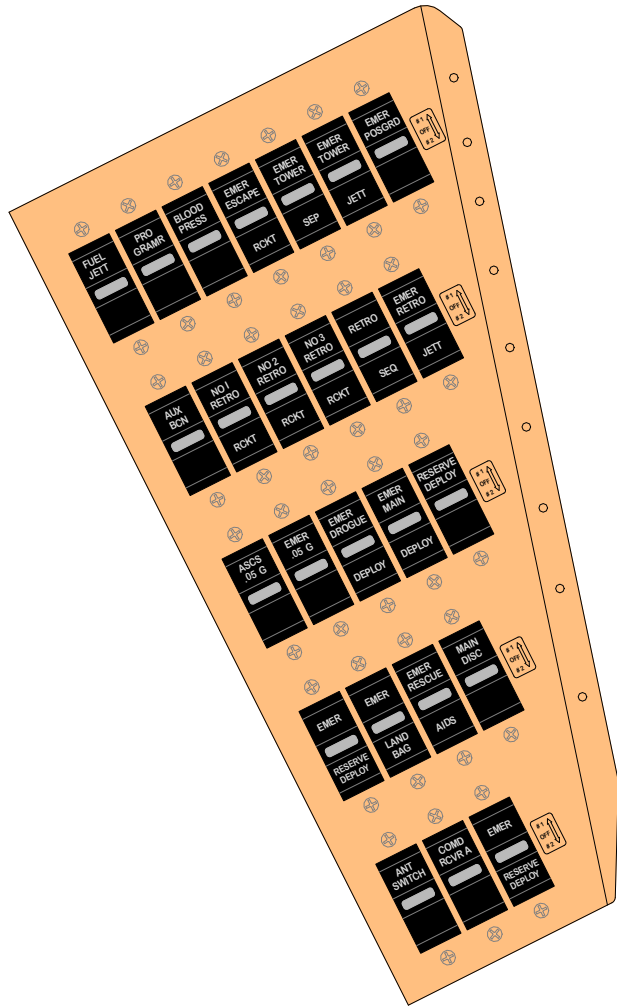 FUEL
JETT
PRO
GRAMR
BLOOD
PRESS
EMER
ESCAPE
RCKT
EMER
TOWER
SEP
EMER
TOWER
JETT
EMER
POSGRD
#1
OFF
#2
AUX
BCN
NO I
RETRO
RCKT
NO 2
RETRO
RCKT
NO 3
RETRO
RCKT
RETRO
SEQ
EMER
RETRO
JETT
#1
OFF
#2
ASCS
.05 G
EMER
.05 G
EMER
DROGUE
DEPLOY
EMER
MAIN
DEPLOY
RESERVE
DEPLOY
#1
OFF
#2
EMER
RESERVE
DEPLOY
EMER
LAND
BAG
EMER
RESCUE
AIDS
MAIN
DISC
#1
OFF
#2
ANT
SWITCH
COMD
RCVR A
EMER
RESERVE
DEPLOY
#1
OFF
#2